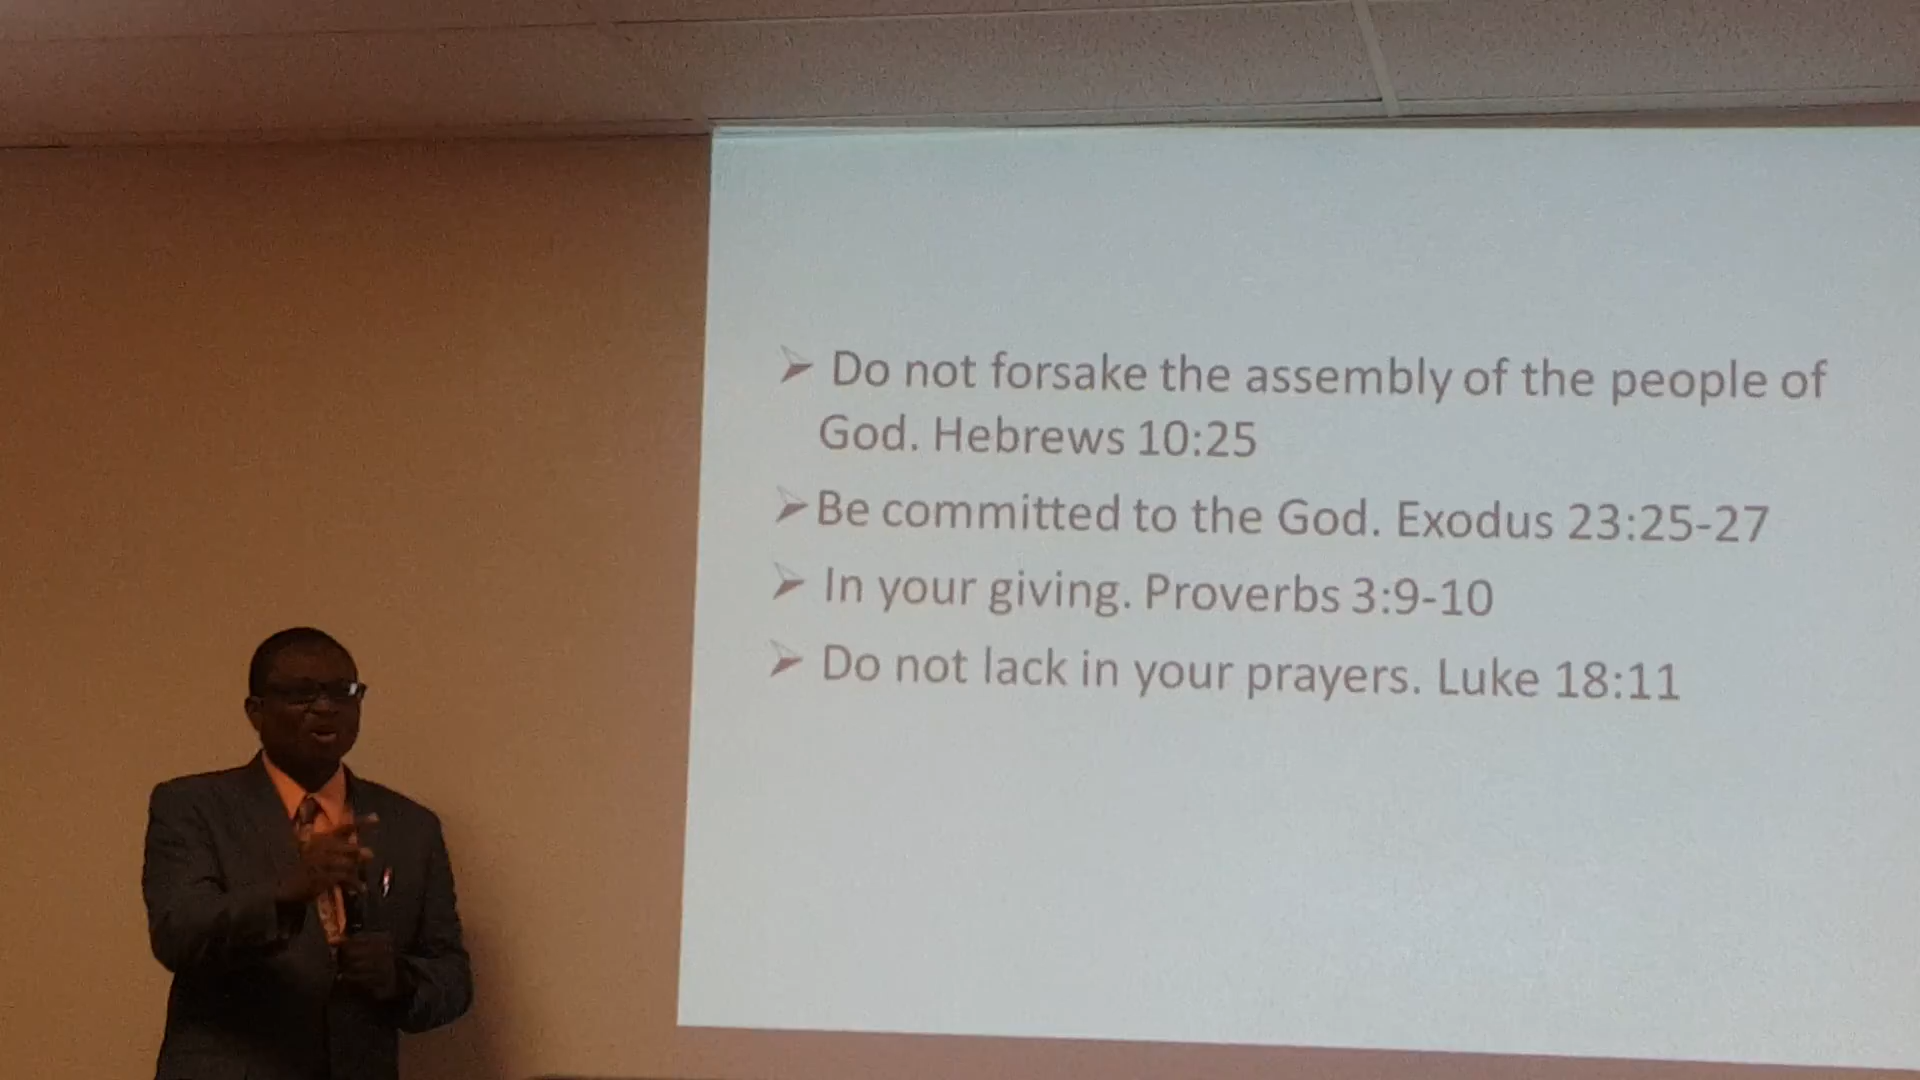 Do not forsake the assembly of the people of
God. Hebrews 10:25
Be committed to the God. Exodus 23:25-27
In your giving. Proverbs 3:9-10
Do not lack in your prayers. Luke 18:11